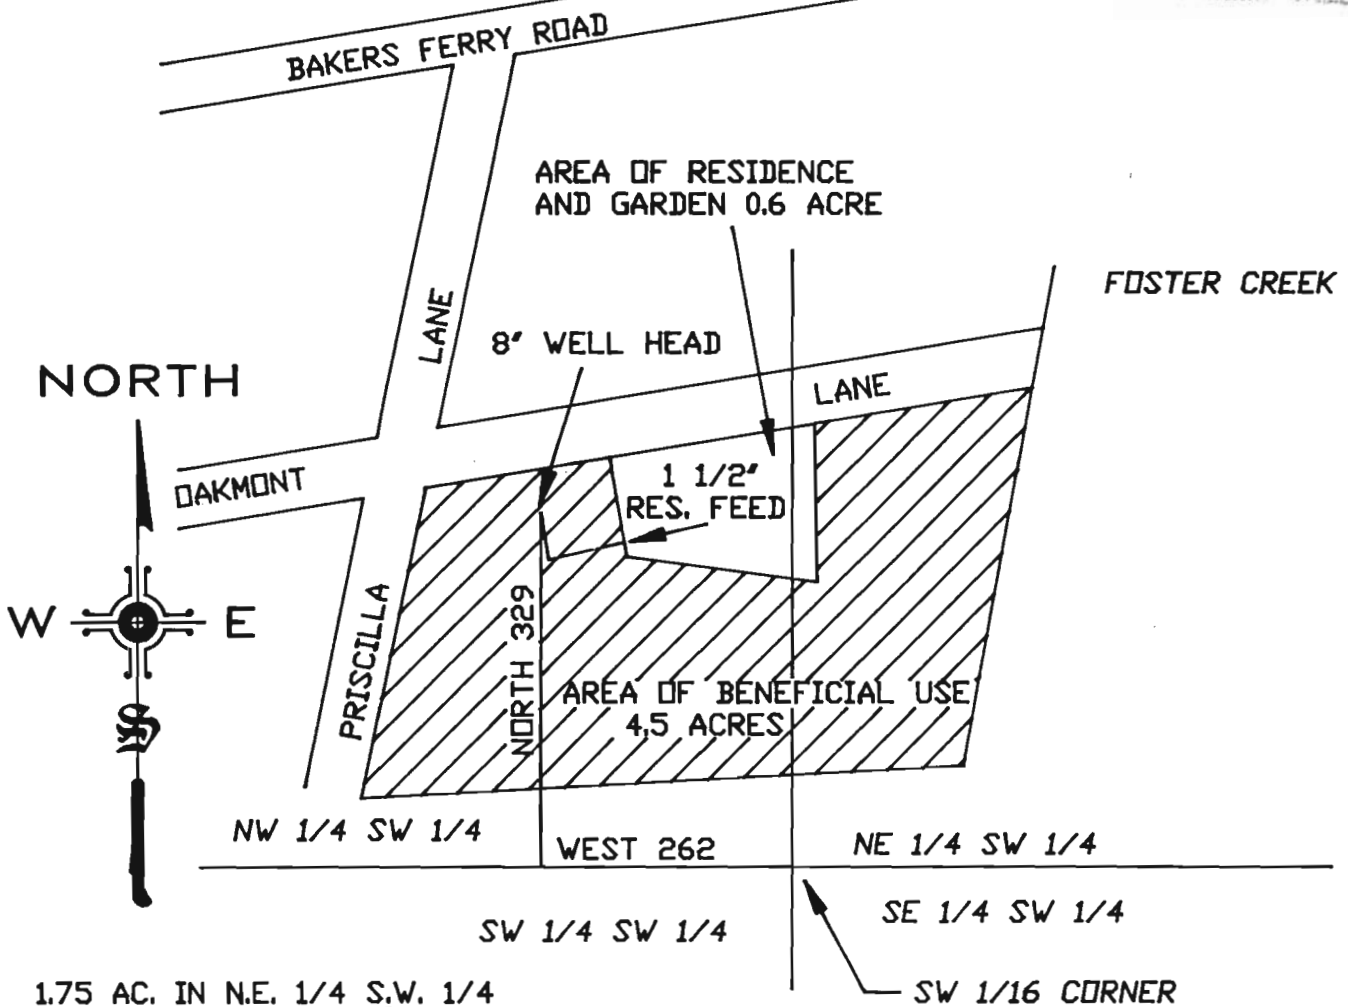 BAKERS FERRY ROAD
AREA OF RESIDENCE
AND GARDEN 0.6 ACRE
FOSTER CREEK
LANE
8" WELL HEAD
NORTH
LANE
OAKMONT
1 1/2"
RES. FEED
W E
PRISCILLA
NORTH 329
AREA OF BENEFICIAL USE
4.5 ACRES
NW 1/4 SW 1/4
WEST 262
NE 1/4 SW 1/4
SW 1/4 SW 1/4
SE 1/4 SW 1/4
1.75 AC. IN N.E. 1/4 S.W. 1/4
SW 1/16 CORNER